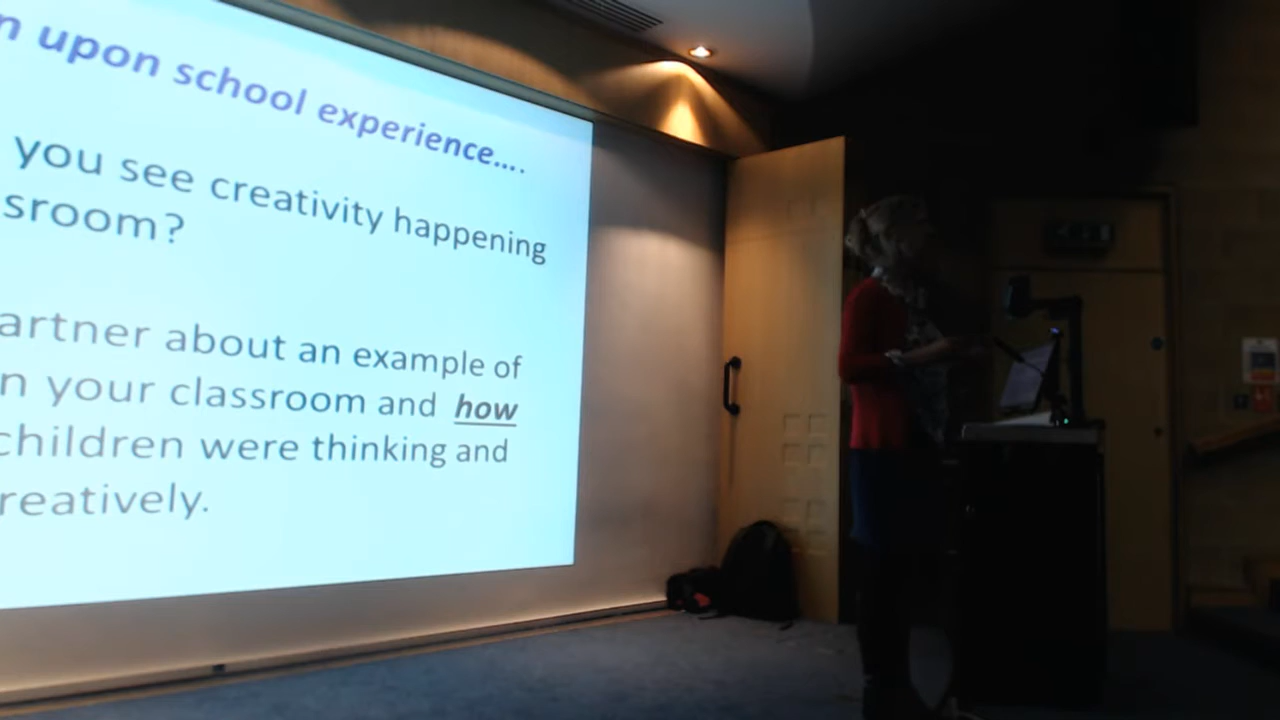 n upon school experience....
you see creativity happening
sroom?
artner about an example of
n your classroom and how
children were thinking and
reatively.